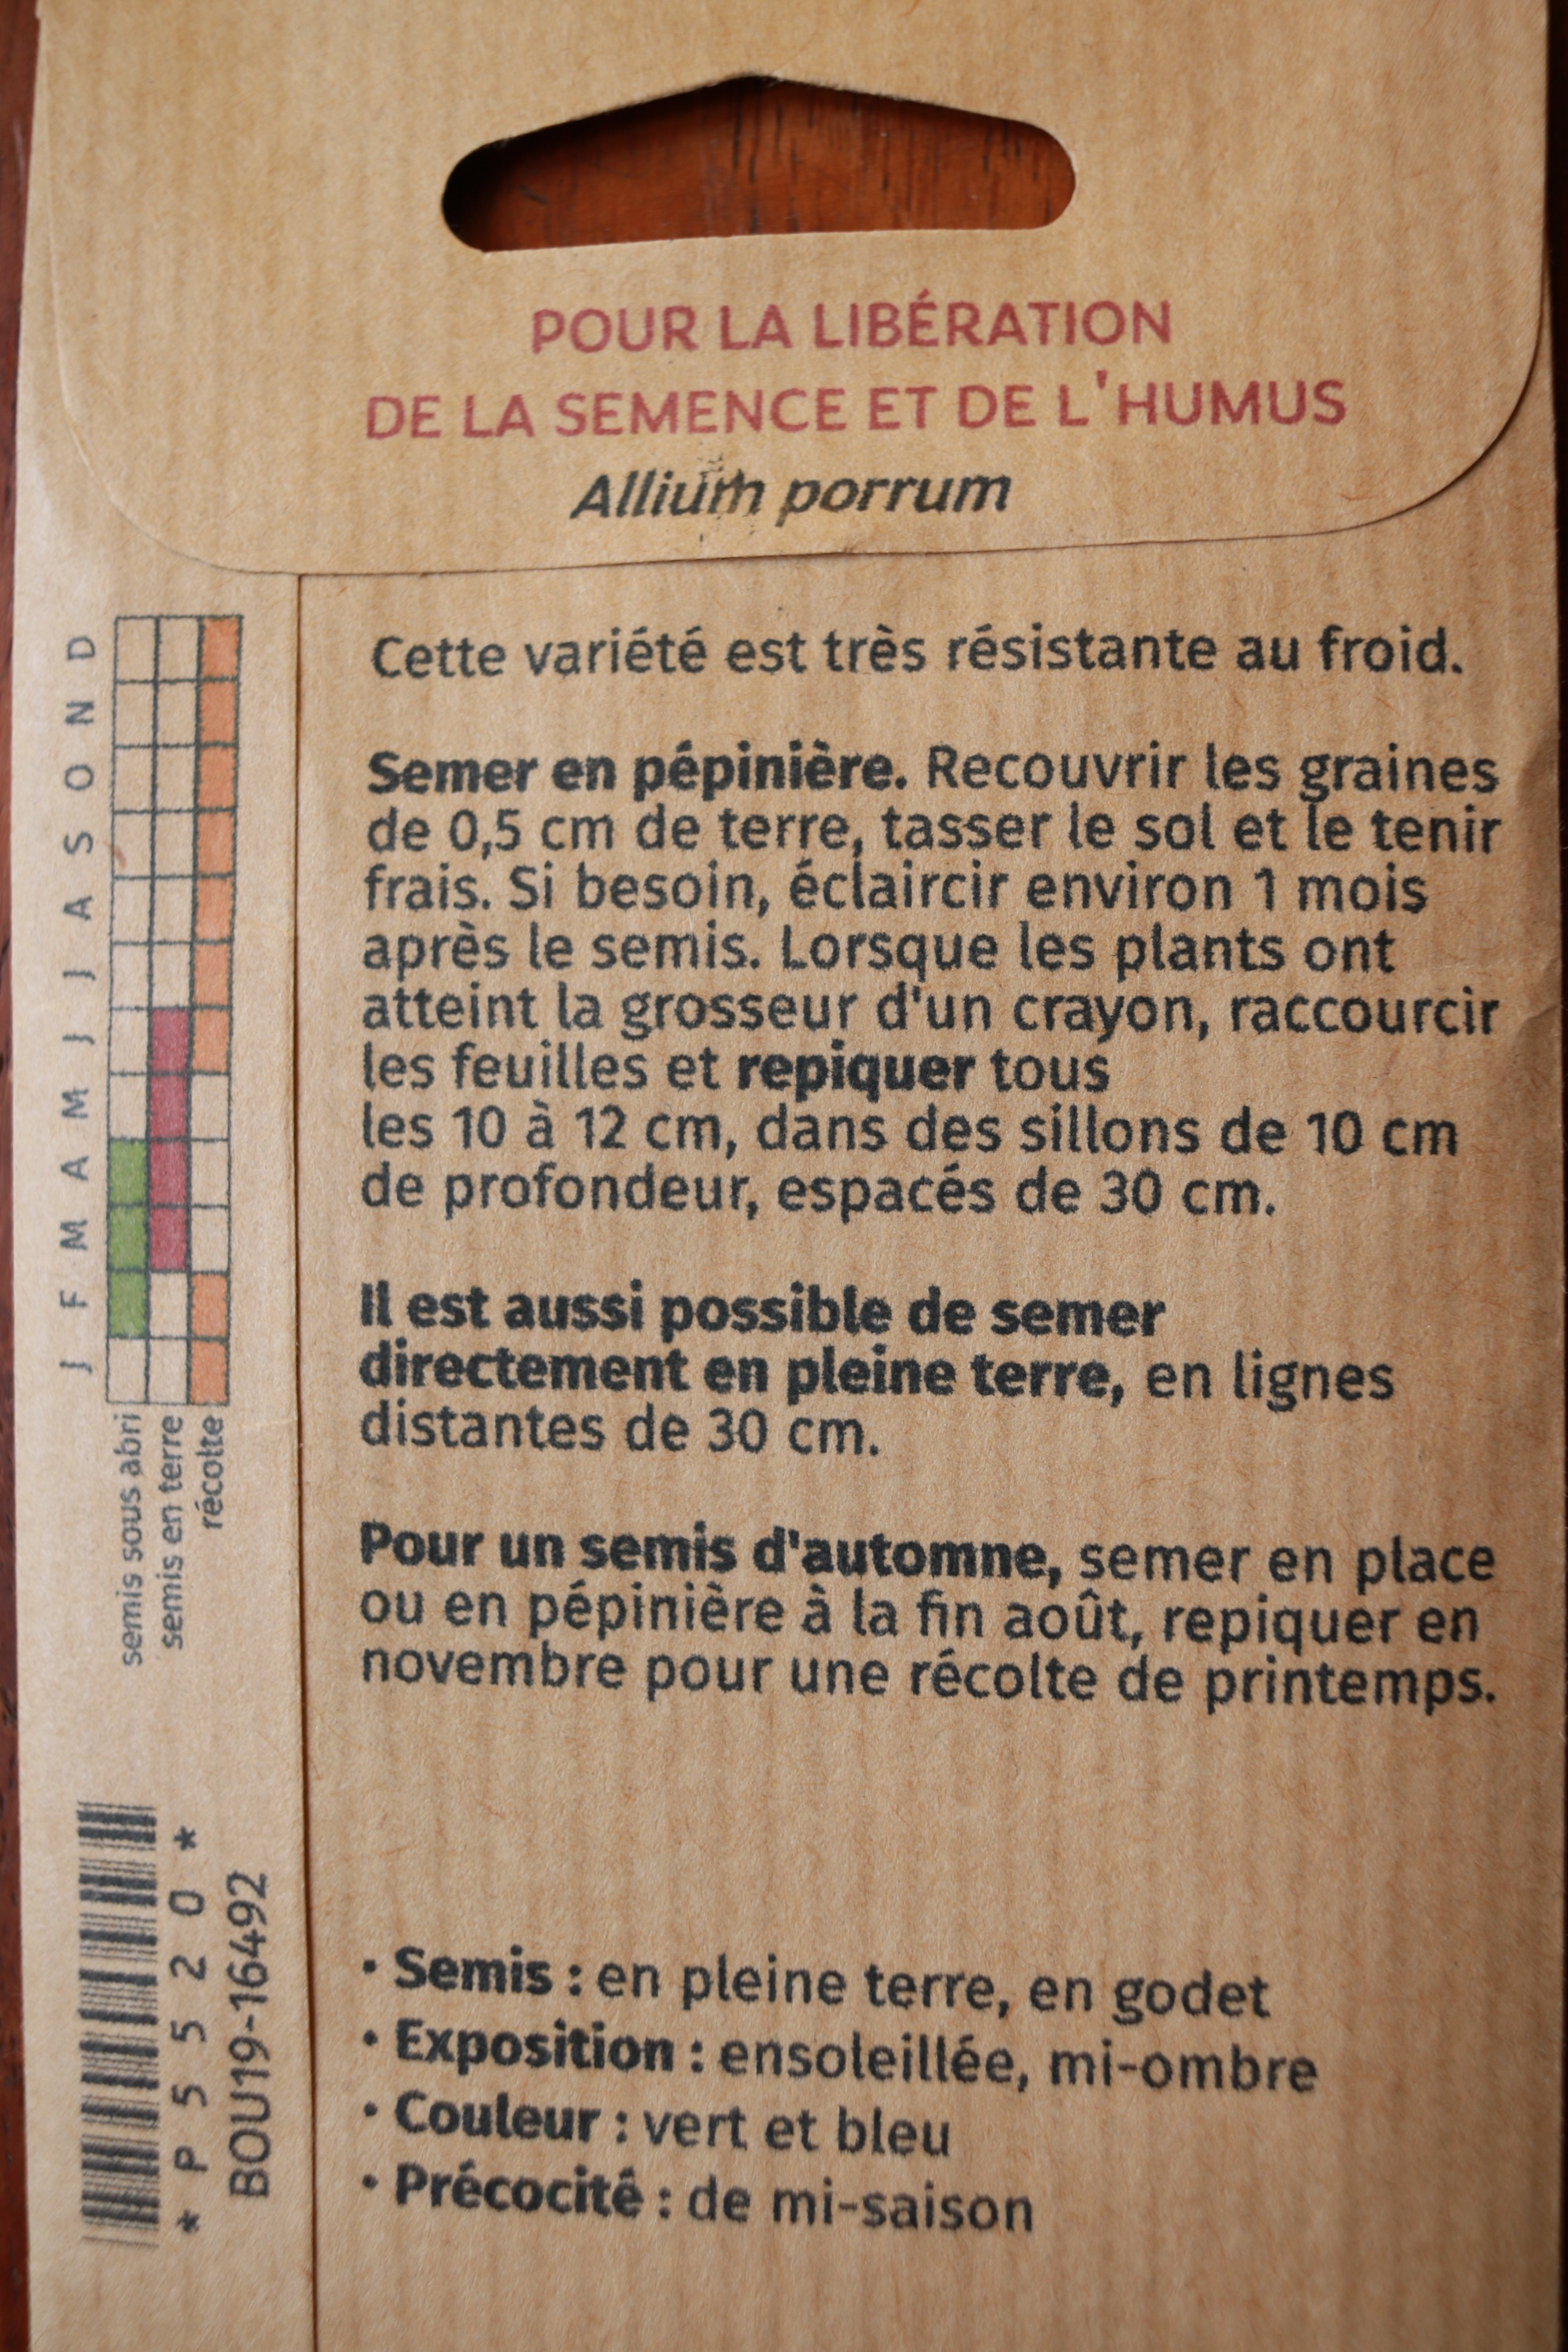 POUR LA LIBÉRATION
DE LA SEMENCE ET DE L'HUMUS
Allium porrum
Cette variété est très résistante au froid.
Semer en pépinière. Recouvrir les graines
de 0,5 cm de terre, tasser le sol et le tenir
frais. Si besoin, éclaircir environ 1 mois
après le semis. Lorsque les plants ont
atteint la grosseur d'un crayon, raccourcir
les feuilles et repiquer tous
les 10 à 12 cm, dans des sillons de 10 cm
de profondeur, espacés de 30 cm.
Il est aussi possible de semer
directement en pleine terre, en lignes
distantes de 30 cm.
Pour un semis d'automne, semer en place
ou en pépinière à la fin août, repiquer en
novembre pour une récolte de printemps.
• Semis : en pleine terre, en godet
• Exposition : ensoleillée, mi-ombre
• Couleur : vert et bleu
• Précocité : de mi-saison
J F M A M J J A S O N D
semis sous abri
semis en terre
récolte
* P 5 5 2 0 *
BOU19-16492